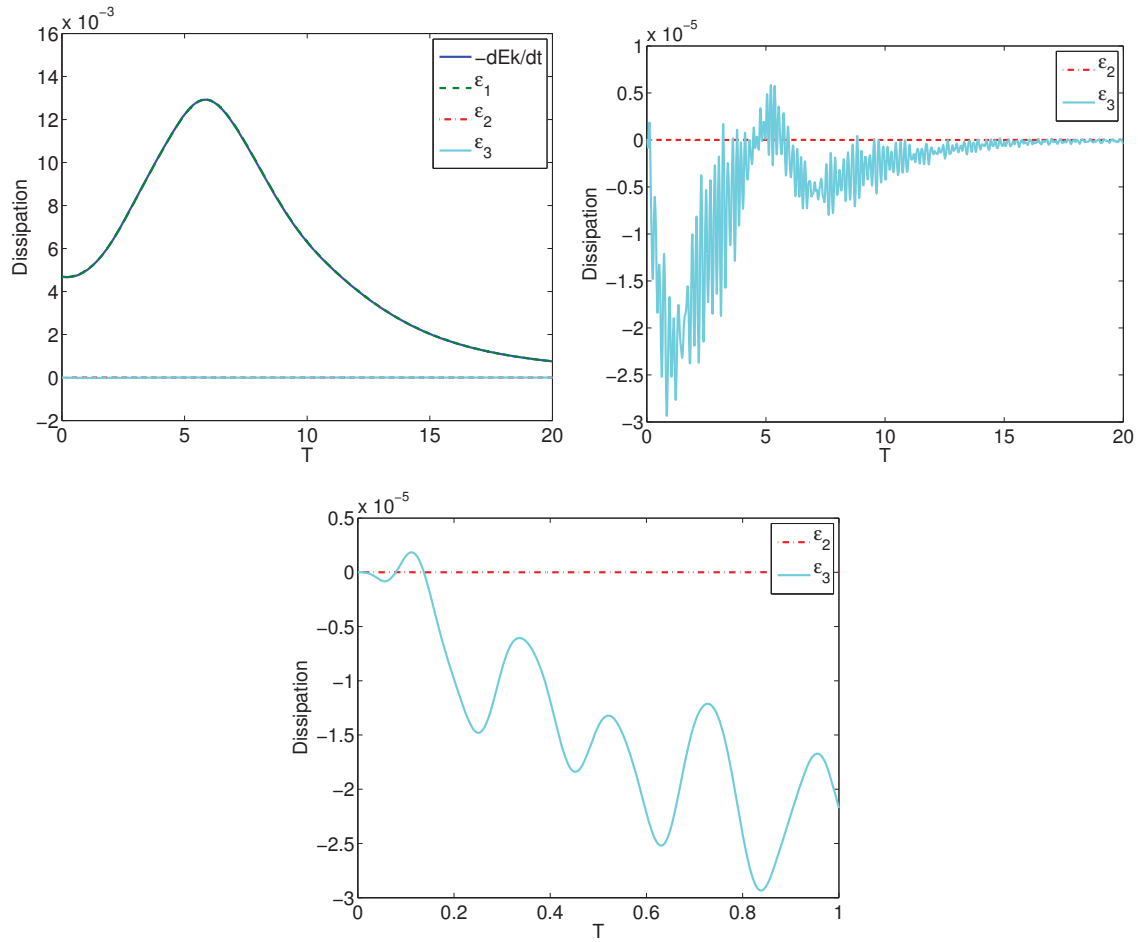 x 10⁻³
16
14
12
10
8
6
4
2
0
−2
Dissipation
0 5 10 15 20
T
−dEk/dt
ε₁
ε₂
ε₃
x 10⁻⁵
1
0.5
0
−0.5
−1
−1.5
−2
−2.5
−3
Dissipation
0 5 10 15 20
T
ε₂
ε₃
x 10⁻⁵
0.5
0
−0.5
−1
−1.5
−2
−2.5
−3
Dissipation
0 0.2 0.4 0.6 0.8 1
T
ε₂
ε₃